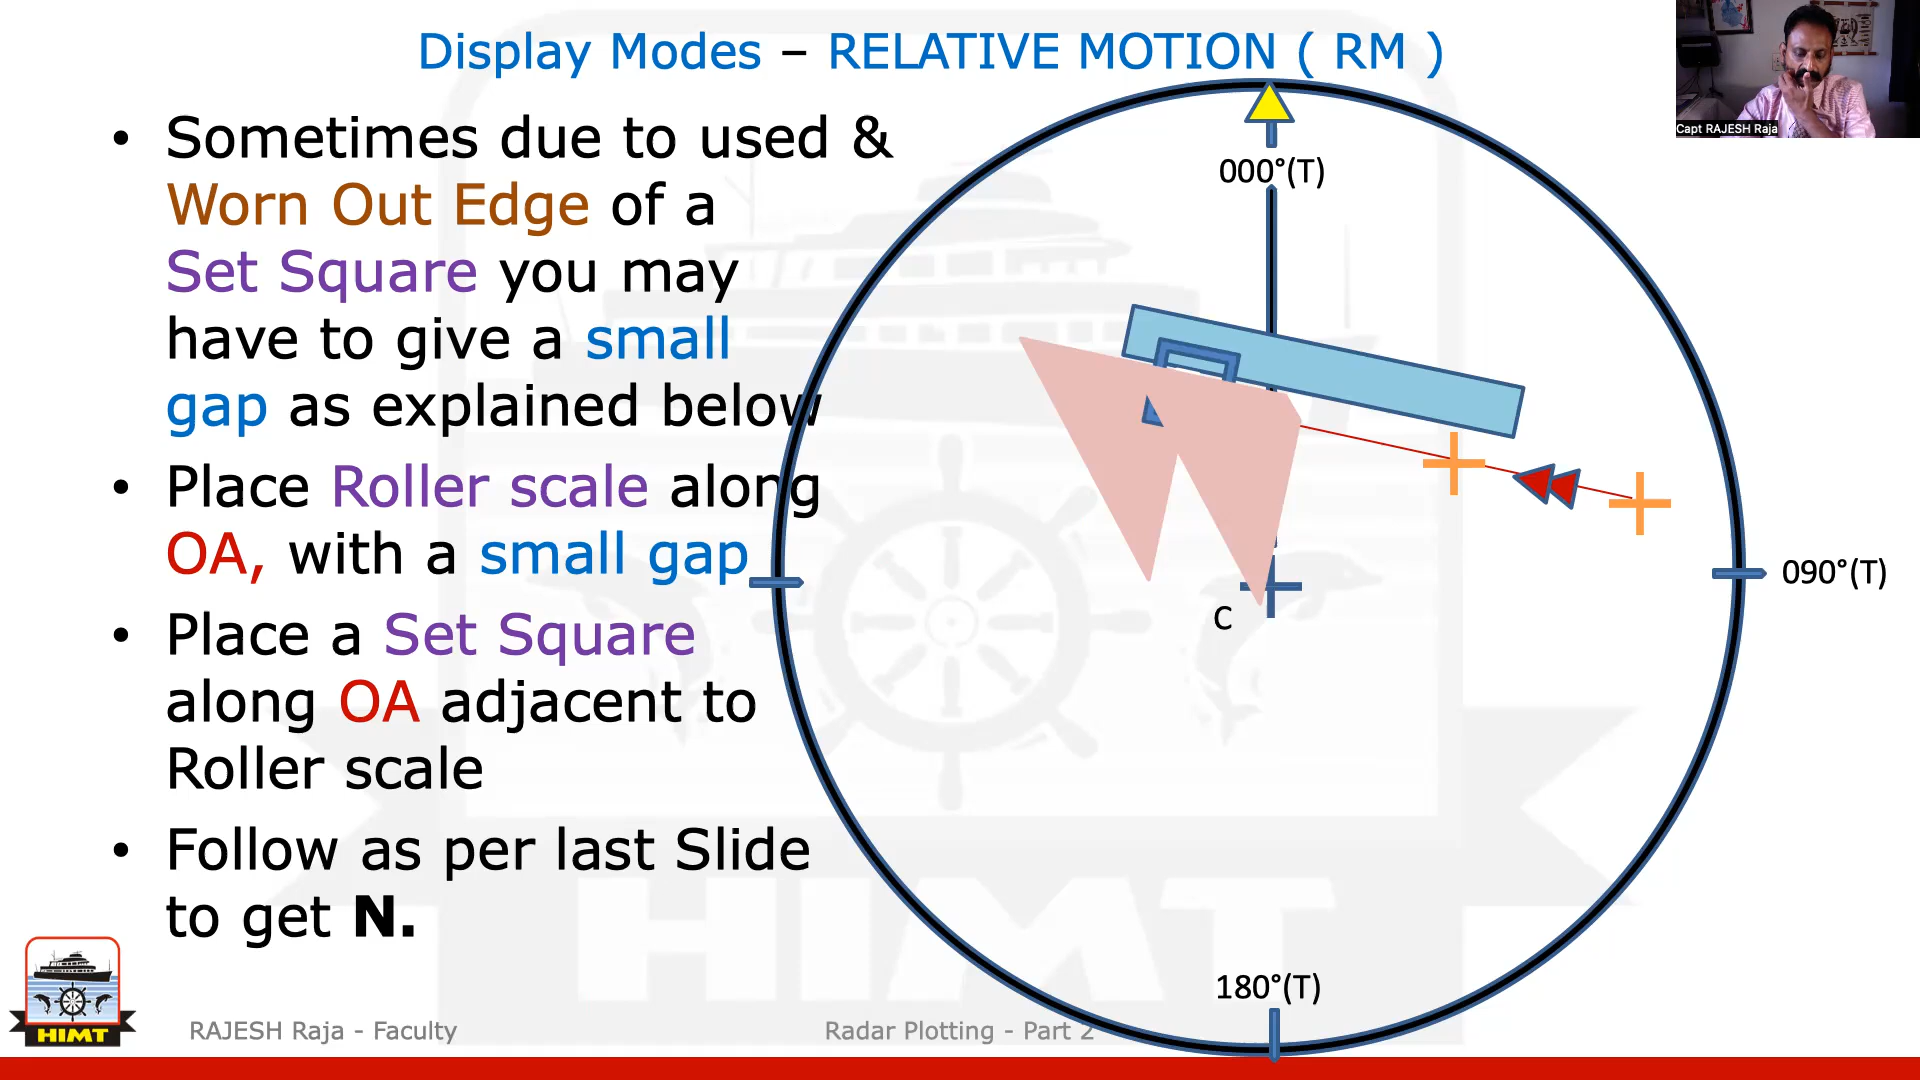 Display Modes – RELATIVE MOTION ( RM )
• Sometimes due to used &
Worn Out Edge of a
Set Square you may
have to give a small
gap as explained below
• Place Roller scale along
OA, with a small gap
• Place a Set Square
along OA adjacent to
Roller scale
• Follow as per last Slide
to get N.
000°(T)
090°(T)
C
180°(T)
Capt RAJESH Raja
HIMT
HIMT
RAJESH Raja - Faculty
Radar Plotting - Part 2